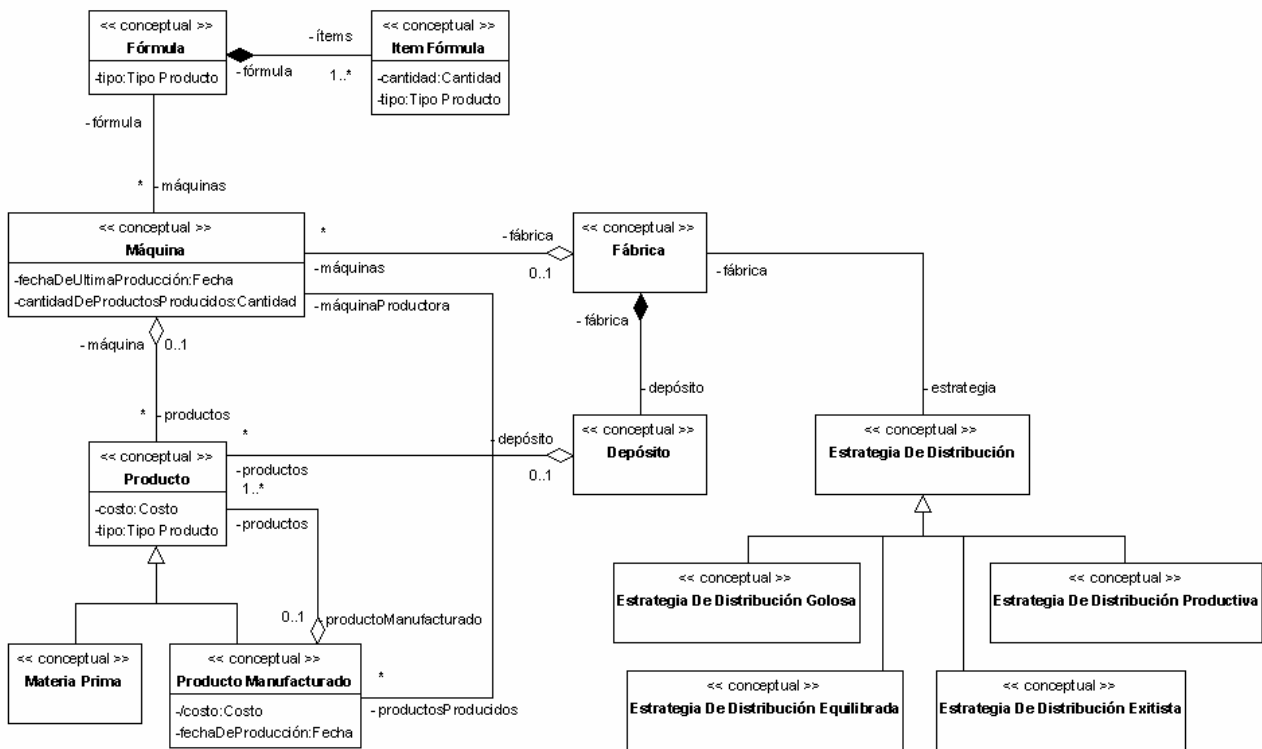 << conceptual >>
Fórmula
-tipo:Tipo Producto
-ítems
-fórmula
1..*
<< conceptual >>
Item Fórmula
-cantidad:Cantidad
-tipo:Tipo Producto
-fórmula
*
-máquinas
<< conceptual >>
Máquina
-fechaDeUltimaProducción:Fecha
-cantidadDeProductosProducidos:Cantidad
*
-máquinas
-fábrica
0..1
<< conceptual >>
Fábrica
-fábrica
-máquinaProductora
-fábrica
-máquina
0..1
-depósito
-estrategia
*
-productos
<< conceptual >>
Producto
-costo:Costo
-tipo:Tipo Producto
*
-productos
-depósito
0..1
<< conceptual >>
Depósito
<< conceptual >>
Estrategia De Distribución
1..*
-productos
0..1
-productoManufacturado
<< conceptual >>
Materia Prima
<< conceptual >>
Producto Manufacturado
-/costo:Costo
-fechaDeProducción:Fecha
*
-productosProducidos
<< conceptual >>
Estrategia De Distribución Golosa
<< conceptual >>
Estrategia De Distribución Productiva
<< conceptual >>
Estrategia De Distribución Equilibrada
<< conceptual >>
Estrategia De Distribución Exitista